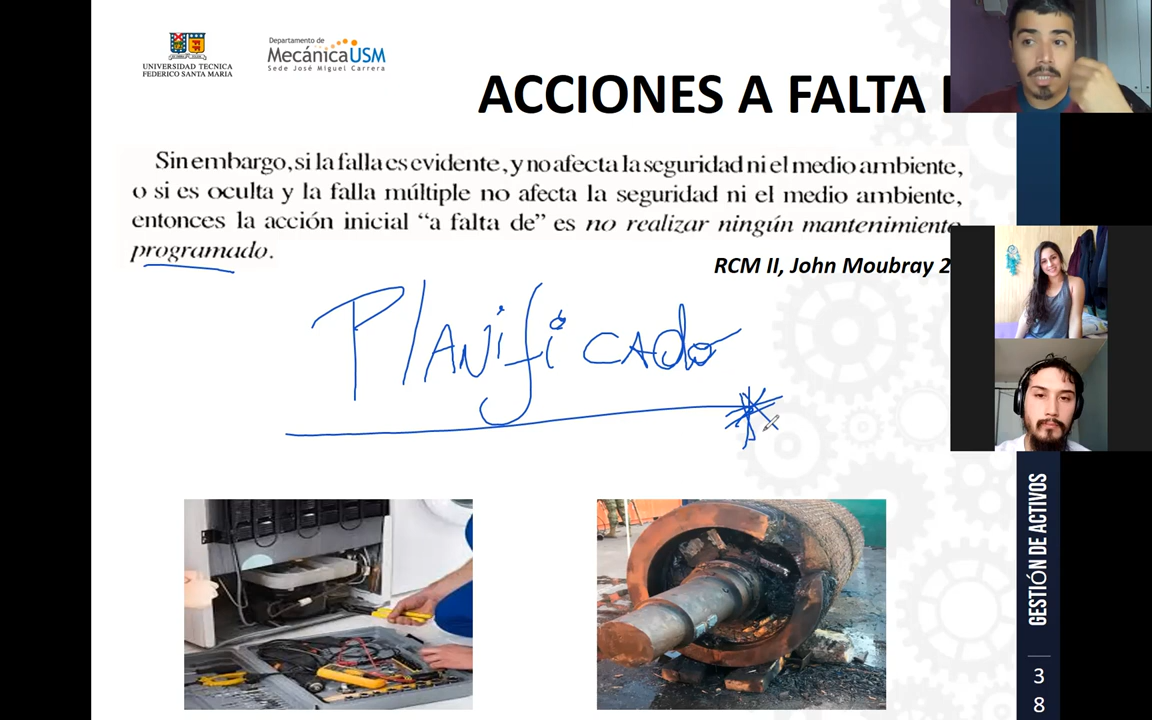 UNIVERSIDAD TECNICA
FEDERICO SANTA MARIA
Departamento de
MecánicaUSM
Sede José Miguel Carrera
ACCIONES A FALTA
Sin embargo, si la falla es evidente, y no afecta la seguridad ni el medio ambiente,
o si es oculta y la falla múltiple no afecta la seguridad ni el medio ambiente,
entonces la acción inicial “a falta de” es no realizar ningún mantenimiento
programado.
RCM II, John Moubray 2
Planificado
GESTIÓN DE ACTIVOS
3
8